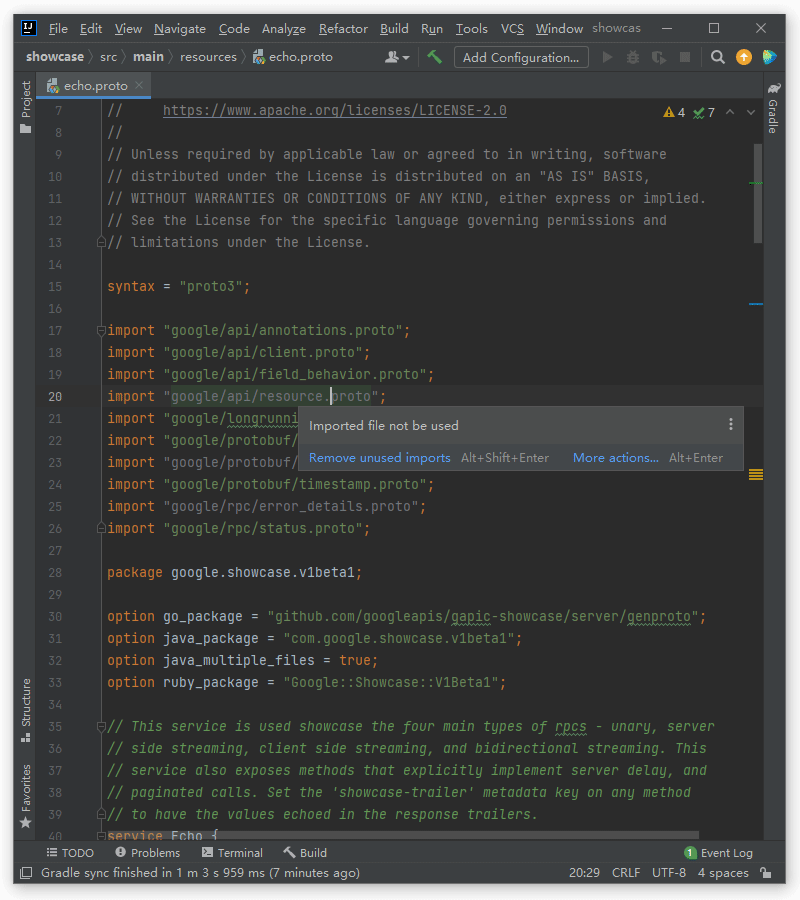 File Edit View Navigate Code Analyze Refactor Build Run Tools VCS Window showcas
showcase src main resources echo.proto Add Configuration...
Project
echo.proto
Gradle
7 // https://www.apache.org/licenses/LICENSE-2.0
4 7
8 //
9 // Unless required by applicable law or agreed to in writing, software
10 // distributed under the License is distributed on an "AS IS" BASIS,
11 // WITHOUT WARRANTIES OR CONDITIONS OF ANY KIND, either express or implied.
12 // See the License for the specific language governing permissions and
13 // limitations under the License.
14
15 syntax = "proto3";
16
17 import "google/api/annotations.proto";
18 import "google/api/client.proto";
19 import "google/api/field_behavior.proto";
20 import "google/api/resource.proto";
21 import "google/longrunni
22 import "google/protobuf/
23 import "google/protobuf/
Imported file not be used
Remove unused imports Alt+Shift+Enter More actions... Alt+Enter
24 import "google/protobuf/timestamp.proto";
25 import "google/rpc/error_details.proto";
26 import "google/rpc/status.proto";
27
28 package google.showcase.v1beta1;
29
30 option go_package = "github.com/googleapis/gapic-showcase/server/genproto";
31 option java_package = "com.google.showcase.v1beta1";
32 option java_multiple_files = true;
33 option ruby_package = "Google::Showcase::V1Beta1";
34
35 // This service is used showcase the four main types of rpcs - unary, server
36 // side streaming, client side streaming, and bidirectional streaming. This
37 // service also exposes methods that explicitly implement server delay, and
38 // paginated calls. Set the 'showcase-trailer' metadata key on any method
39 // to have the values echoed in the response trailers.
40 service Echo {
Structure
Favorites
TODO Problems Terminal Build 1 Event Log
Gradle sync finished in 1 m 3 s 959 ms (7 minutes ago) 20:29 CRLF UTF-8 4 spaces